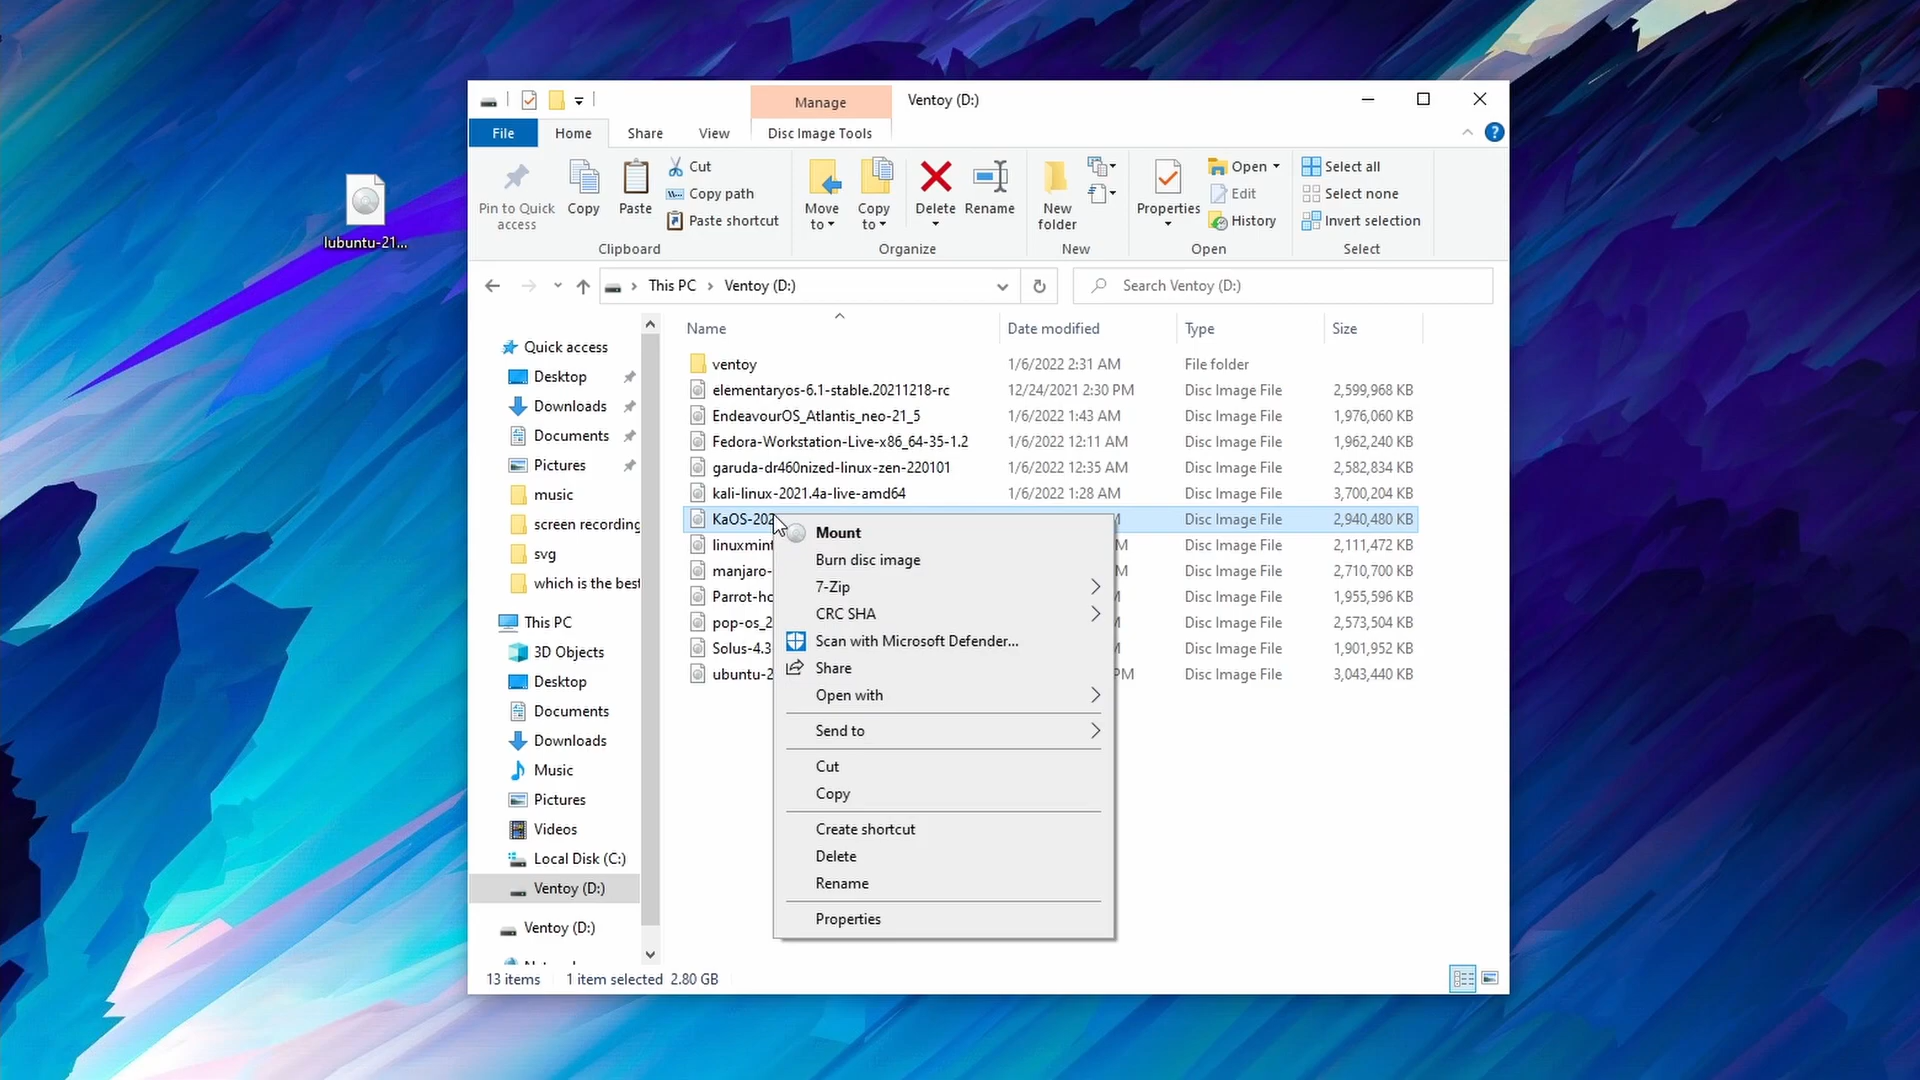 lubuntu-21...
Manage
Ventoy (D:)
File
Home
Share
View
Disc Image Tools
Pin to Quick access
Copy
Paste
Cut
Copy path
Paste shortcut
Clipboard
Move to
Copy to
Delete
Rename
Organize
New folder
New
Properties
Open
Edit
History
Open
Select all
Select none
Invert selection
Select
This PC
Ventoy (D:)
Search Ventoy (D:)
Quick access
Desktop
Downloads
Documents
Pictures
music
screen recording
svg
which is the best
This PC
3D Objects
Desktop
Documents
Downloads
Music
Pictures
Videos
Local Disk (C:)
Ventoy (D:)
Ventoy (D:)
Name Date modified Type Size
ventoy 1/6/2022 2:31 AM File folder
elementaryos-6.1-stable.20211218-rc 12/24/2021 2:30 PM Disc Image File 2,599,968 KB
EndeavourOS_Atlantis_neo-21_5 1/6/2022 1:43 AM Disc Image File 1,976,060 KB
Fedora-Workstation-Live-x86_64-35-1.2 1/6/2022 12:11 AM Disc Image File 1,962,240 KB
garuda-dr460nized-linux-zen-220101 1/6/2022 12:35 AM Disc Image File 2,582,834 KB
kali-linux-2021.4a-live-amd64 1/6/2022 1:28 AM Disc Image File 3,700,204 KB
KaOS-202 Disc Image File 2,940,480 KB
linuxmint M Disc Image File 2,111,472 KB
manjaro- M Disc Image File 2,710,700 KB
Parrot-ho Disc Image File 1,955,596 KB
pop-os_2 Disc Image File 2,573,504 KB
Solus-4.3 Disc Image File 1,901,952 KB
ubuntu-2 PM Disc Image File 3,043,440 KB
Mount
Burn disc image
7-Zip
CRC SHA
Scan with Microsoft Defender...
Share
Open with
Send to
Cut
Copy
Create shortcut
Delete
Rename
Properties
13 items
1 item selected 2.80 GB